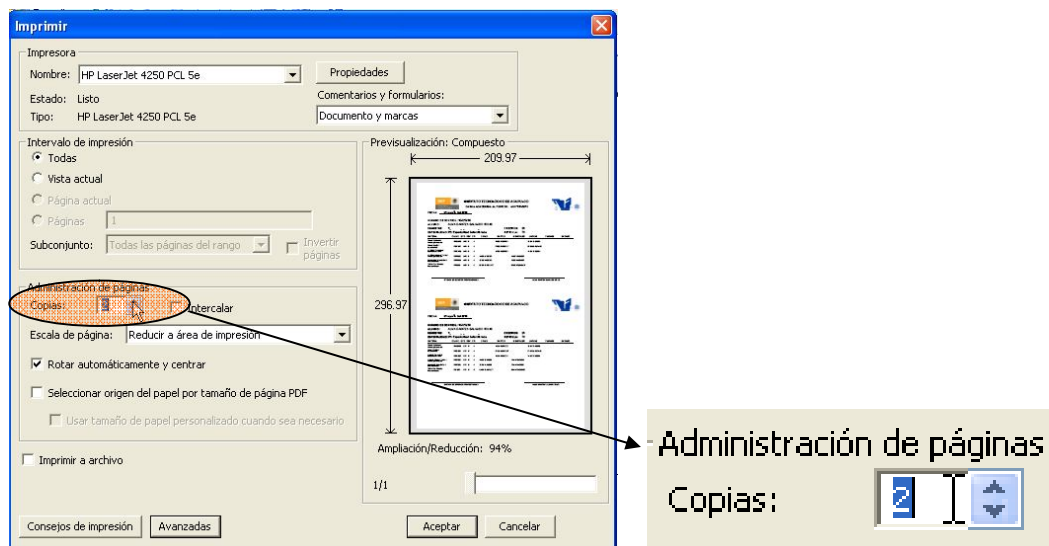 Imprimir
Impresora
Nombre: HP LaserJet 4250 PCL 5e Propiedades
Estado: Listo Comentarios y formularios:
Tipo: HP LaserJet 4250 PCL 5e Documento y marcas
Intervalo de impresión Previsualización: Compuesto
Todas 209.97
Vista actual
Página actual
Páginas 1
Subconjunto: Todas las páginas del rango Invertir páginas
Administración de páginas
Copias: 2 Intercalar 296.97
Escala de página: Reducir a área de impresión
Rotar automáticamente y centrar
Seleccionar origen del papel por tamaño de página PDF
Usar tamaño de papel personalizado cuando sea necesario
Ampliación/Reducción: 94%
Imprimir a archivo
1/1
Consejos de impresión Avanzadas Aceptar Cancelar
Administración de páginas
Copias: 2